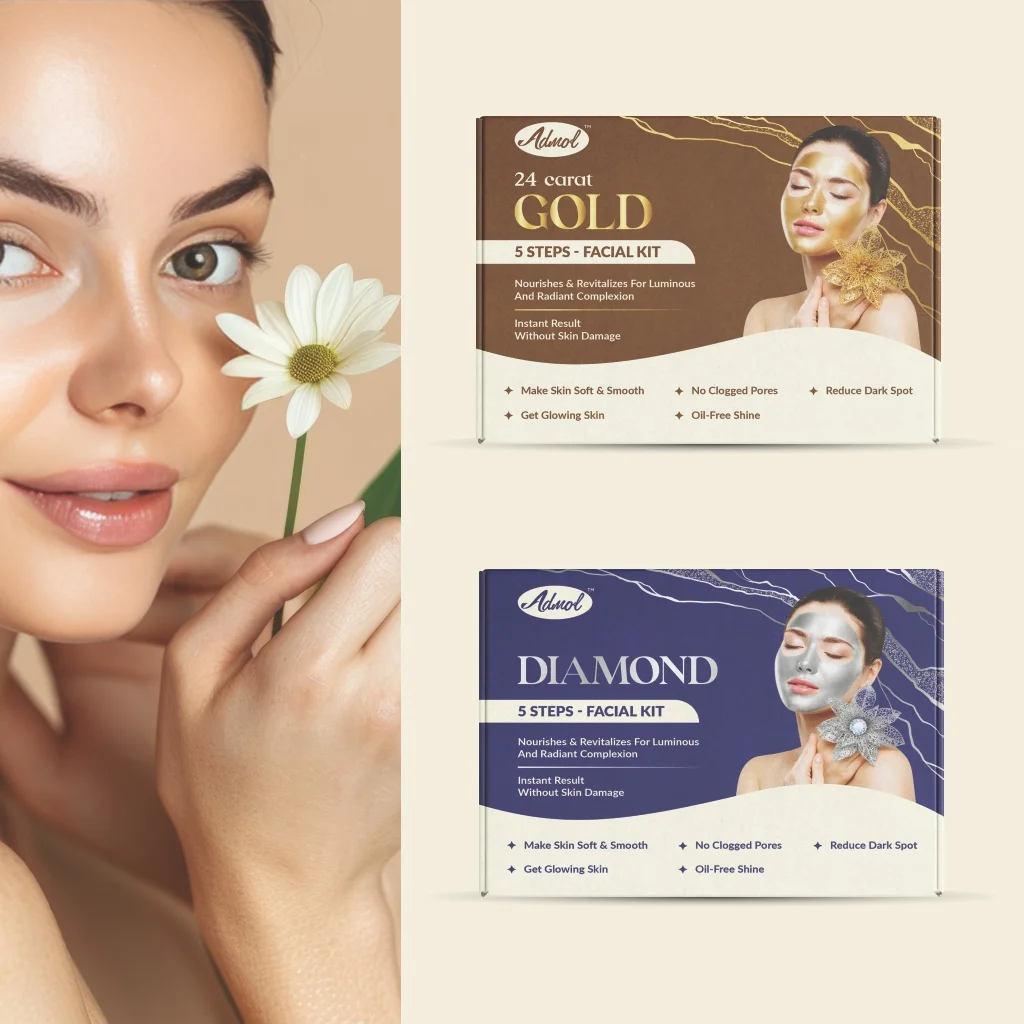 Admol™
24 carat
GOLD
5 STEPS - FACIAL KIT
Nourishes & Revitalizes For Luminous
And Radiant Complexion
Instant Result
Without Skin Damage
✦ Make Skin Soft & Smooth ✦ No Clogged Pores ✦ Reduce Dark Spot
✦ Get Glowing Skin ✦ Oil-Free Shine
Admol™
DIAMOND
5 STEPS - FACIAL KIT
Nourishes & Revitalizes For Luminous
And Radiant Complexion
Instant Result
Without Skin Damage
✦ Make Skin Soft & Smooth ✦ No Clogged Pores ✦ Reduce Dark Spot
✦ Get Glowing Skin ✦ Oil-Free Shine